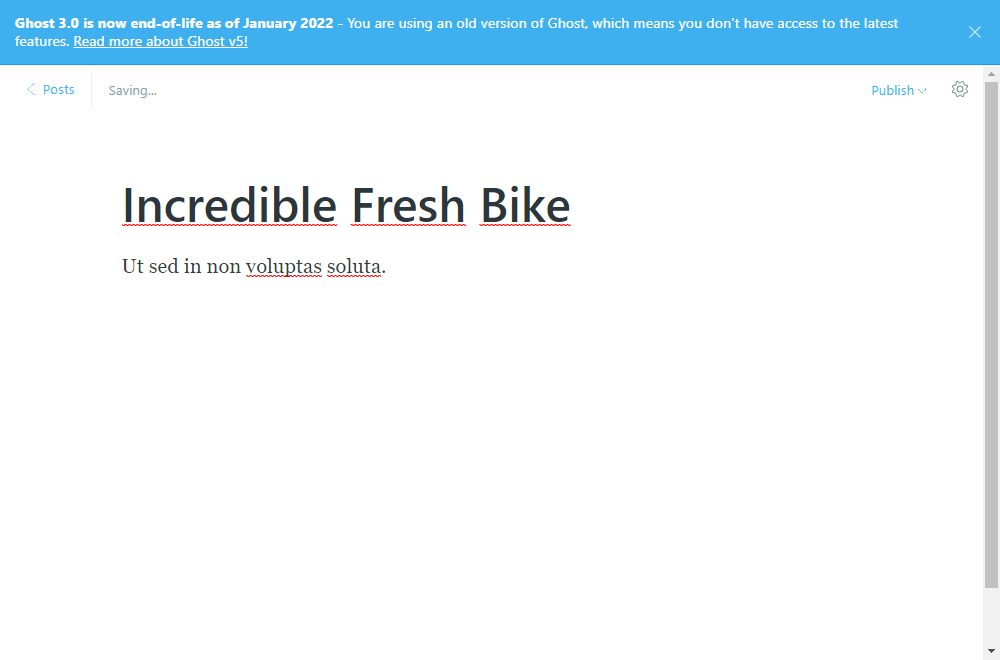 Ghost 3.0 is now end-of-life as of January 2022 - You are using an old version of Ghost, which means you don't have access to the latest
features. Read more about Ghost v5!
Posts
Saving...
Publish
Incredible Fresh Bike
Ut sed in non voluptas soluta.